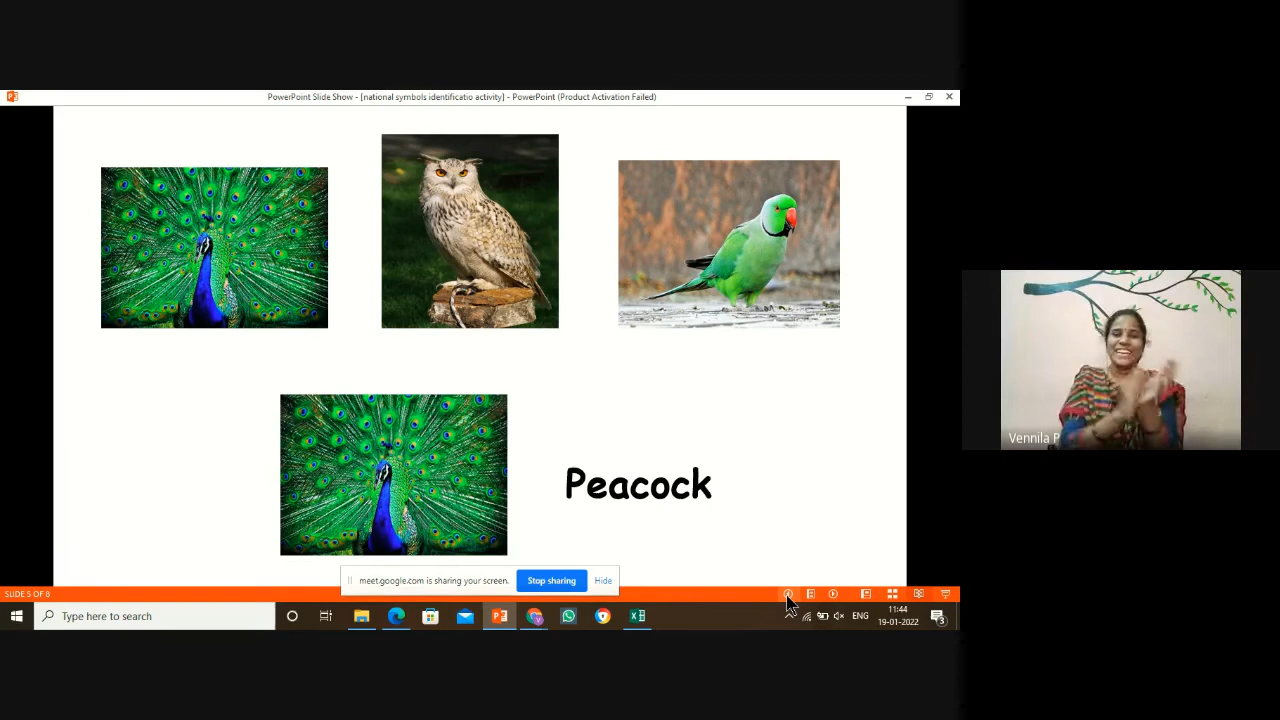 PowerPoint Slide Show - [national symbols identificatio activity] - PowerPoint (Product Activation Failed)
Peacock
Vennila P
meet.google.com is sharing your screen.
Stop sharing
Hide
SLIDE 5 OF 8
Type here to search
ENG
11:44
19-01-2022
3